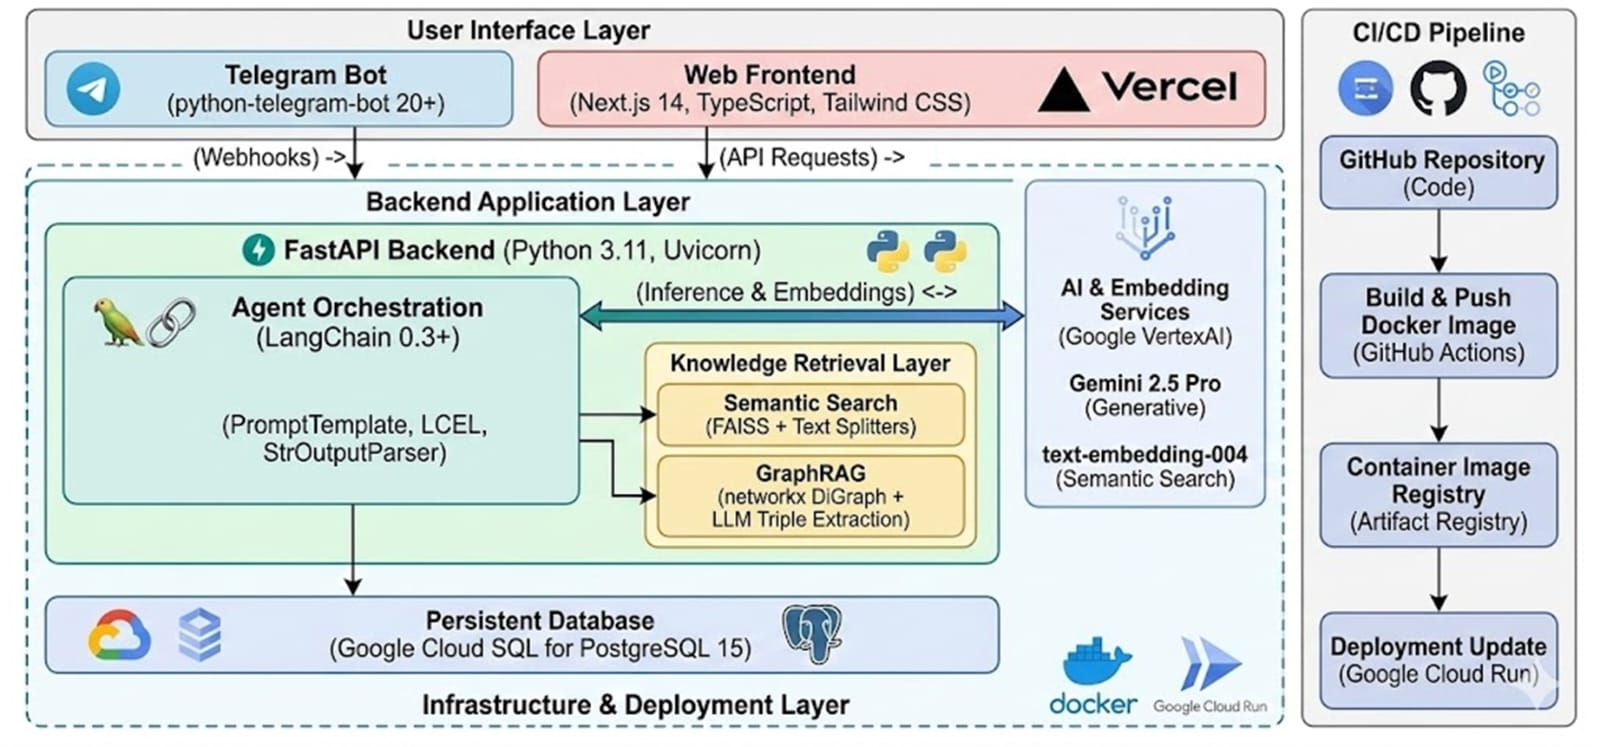 User Interface Layer
Telegram Bot
(python-telegram-bot 20+)
Web Frontend
(Next.js 14, TypeScript, Tailwind CSS)
Vercel
(Webhooks) ->
(API Requests) ->
Backend Application Layer
FastAPI Backend (Python 3.11, Uvicorn)
Agent Orchestration
(LangChain 0.3+)
(PromptTemplate, LCEL,
StrOutputParser)
(Inference & Embeddings) <->
Knowledge Retrieval Layer
Semantic Search
(FAISS + Text Splitters)
GraphRAG
(networkx DiGraph +
LLM Triple Extraction)
AI & Embedding
Services
(Google VertexAI)
Gemini 2.5 Pro
(Generative)
text-embedding-004
(Semantic Search)
Persistent Database
(Google Cloud SQL for PostgreSQL 15)
Infrastructure & Deployment Layer
docker
Google Cloud Run
CI/CD Pipeline
GitHub Repository
(Code)
Build & Push
Docker Image
(GitHub Actions)
Container Image
Registry
(Artifact Registry)
Deployment Update
(Google Cloud Run)